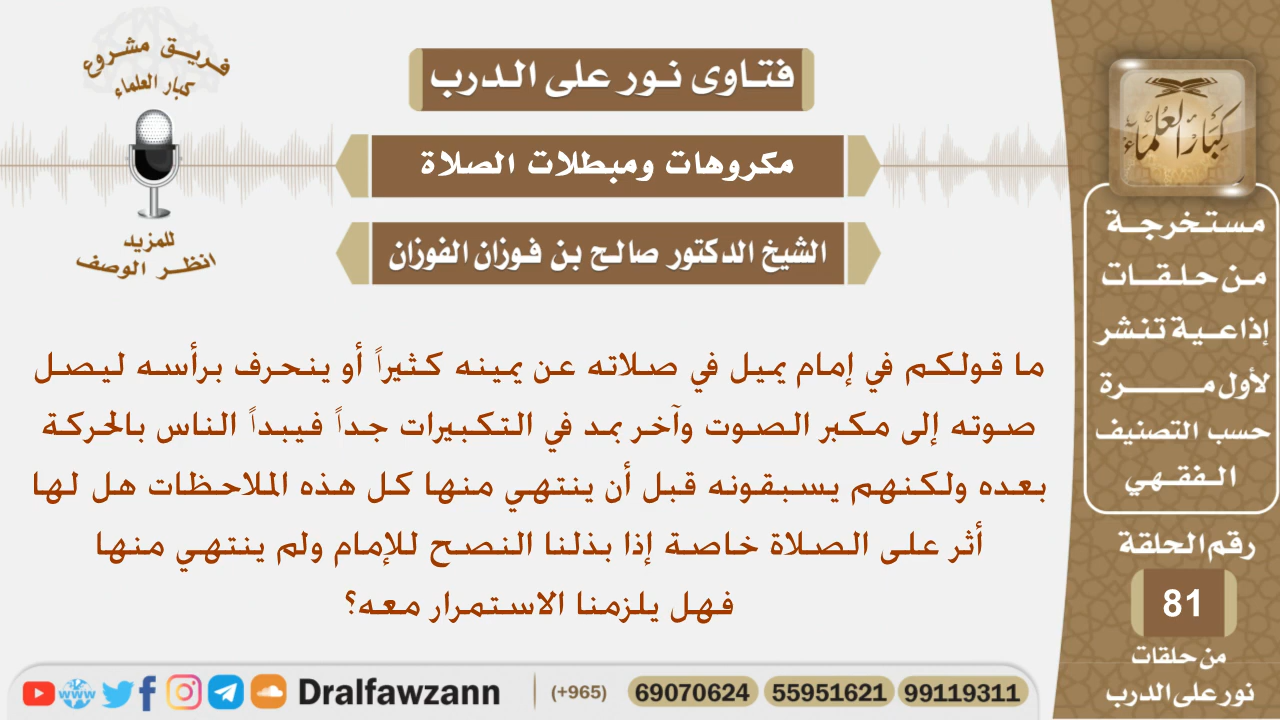 فريق مشروع
كبار العلماء
للمزيد
انظر الوصف
فتاوى نور على الدرب
مكروهات ومبطلات الصلاة
الشيخ الدكتور صالح بن فوزان الفوزان
ما قولكم في إمام يميل في صلاته عن يمينه كثيراً أو ينحرف برأسه ليصل
صوته إلى مكبر الصوت وآخر يمد في التكبيرات جداً فيبدأ الناس بالحركة
بعده ولكنهم يسبقونه قبل أن ينتهي منها كل هذه الملاحظات هل لها
أثر على الصلاة خاصة إذا بذلنا النصح للإمام ولم ينتهي منها
فهل يلزمنا الاستمرار معه؟
كبار العلماء
مستخرجة
من حلقات
إذاعية تنشر
لأول مرة
حسب التصنيف
الفقهي
رقم الحلقة
81
من حلقات
نور على الدرب
www
Dralfawzann
(+965)
69070624
55951621
99119311